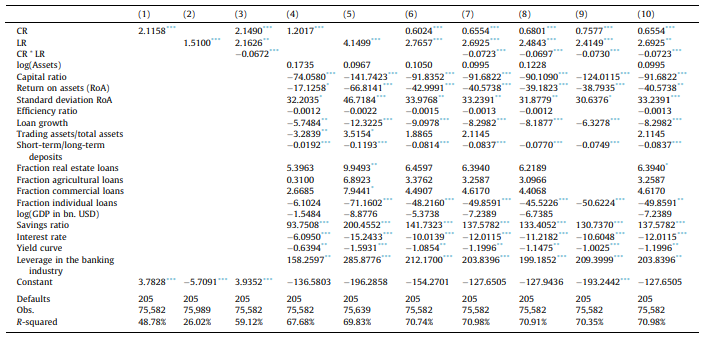 (1) (2) (3) (4) (5) (6) (7) (8) (9) (10)
CR 2.1158*** 2.1490*** 1.2017*** 0.6024*** 0.6554*** 0.6801*** 0.7577*** 0.6554***
LR 1.5100*** 2.1626** 4.1499*** 2.7657*** 2.6925*** 2.4843*** 2.4149*** 2.6925**
CR * LR −0.0672*** −0.0723*** −0.0697*** −0.0730*** −0.0723***
log(Assets) 0.1735 0.0967 0.1050 0.0995 0.1228 0.0995
Capital ratio −74.0580*** −141.7423*** −91.8352*** −91.6822*** −90.1090*** −124.0115*** −91.6822***
Return on assets (RoA) −17.1258* −66.8141*** −42.9991*** −40.5738*** −39.1823*** −38.7935*** −40.5738**
Standard deviation RoA 32.2035* 46.7184*** 33.9768** 33.2391** 31.8779** 30.6376* 33.2391***
Efficiency ratio −0.0012 −0.0022 −0.0015 −0.0013 −0.0012 −0.0013
Loan growth −5.7484** −12.3225*** −9.0978*** −8.2982*** −8.1877*** −6.3278*** −8.2982***
Trading assets/total assets −3.2839** 3.5154* 1.8865 2.1145 2.1145
Short-term/long-term −0.0192*** −0.1193*** −0.0814*** −0.0837*** −0.0770*** −0.0749*** −0.0837***
deposits
Fraction real estate loans 5.3963 9.9493** 6.4597 6.3940 6.2189 6.3940*
Fraction agricultural loans 0.3100 6.8923 3.3762 3.2587 3.0966 3.2587
Fraction commercial loans 2.6685 7.9441* 4.4907 4.6170 4.4068 4.6170
Fraction individual loans −6.1024 −71.1602*** −48.2160*** −49.8591*** −45.5226*** −50.6224*** −49.8591**
log(GDP in bn. USD) −1.5484 −8.8776 −5.3738 −7.2389 −6.7385 −7.2389
Savings ratio 93.7508*** 200.4552*** 141.7323*** 137.5782*** 133.4052*** 130.7370*** 137.5782***
Interest rate −6.0950*** −15.2433*** −10.0139*** −12.0115*** −11.2182*** −10.6048*** −12.0115***
Yield curve −0.6394** −1.5931*** −1.0854** −1.1996** −1.1475** −1.0025*** −1.1996**
Leverage in the banking 158.2597** 285.8776*** 212.1700*** 203.8396*** 199.1852*** 209.3999*** 203.8396**
industry
Constant 3.7828*** −5.7091*** 3.9352*** −136.5803 −196.2858 −154.2701 −127.6505 −127.9436 −193.2442*** −127.6505
Defaults 205 205 205 205 205 205 205 205 205 205
Obs. 75,582 75,989 75,582 75,582 75,639 75,582 75,582 75,582 75,582 75,582
R-squared 48.78% 26.02% 59.12% 67.68% 69.83% 70.74% 70.98% 70.91% 70.35% 70.98%